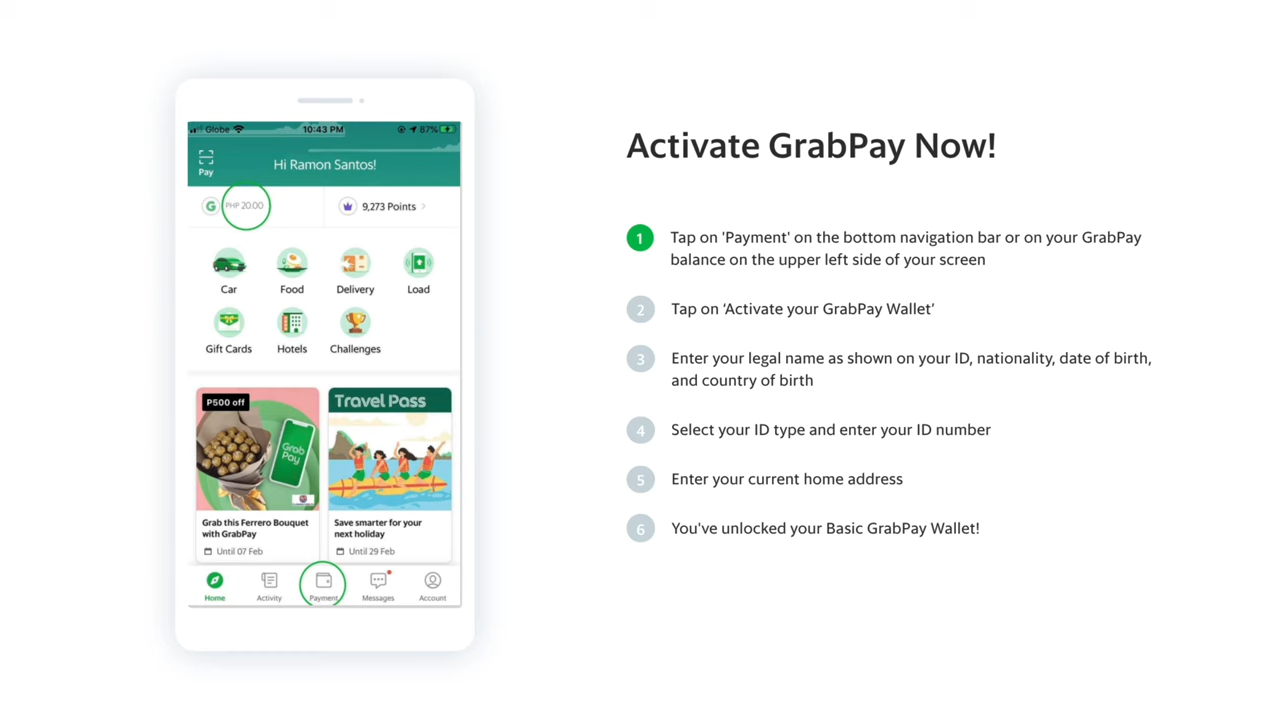 Globe
10:43 PM
87%
Pay
Hi Ramon Santos!
G
PHP 20.00
9,273 Points
Car
Food
Delivery
Load
Gift Cards
Hotels
Challenges
P500 off
Grab
Pay
Travel Pass
Grab this Ferrero Bouquet
with GrabPay
Until 07 Feb
Save smarter for your
next holiday
Until 29 Feb
Home
Activity
Payment
Messages
Account
Activate GrabPay Now!
1
Tap on 'Payment' on the bottom navigation bar or on your GrabPay
balance on the upper left side of your screen
2
Tap on ‘Activate your GrabPay Wallet’
3
Enter your legal name as shown on your ID, nationality, date of birth,
and country of birth
4
Select your ID type and enter your ID number
5
Enter your current home address
6
You've unlocked your Basic GrabPay Wallet!